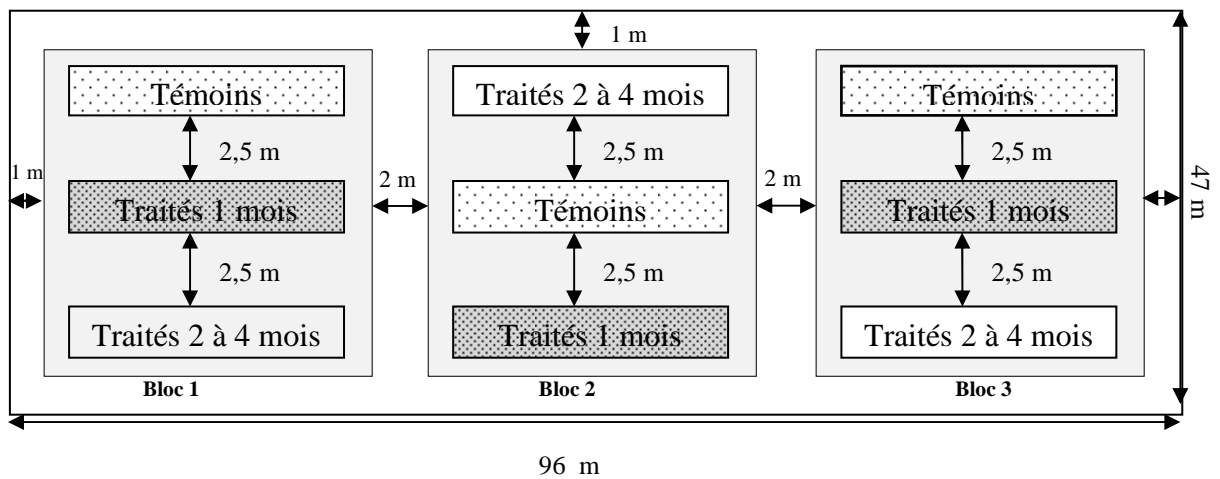 1 m
Témoins
Traités 2 à 4 mois
Témoins
2,5 m
2,5 m
2,5 m
1 m
2 m
2 m
47 m
Traités 1 mois
Témoins
Traités 1 mois
2,5 m
2,5 m
2,5 m
Traités 2 à 4 mois
Traités 1 mois
Traités 2 à 4 mois
Bloc 1
Bloc 2
Bloc 3
96 m